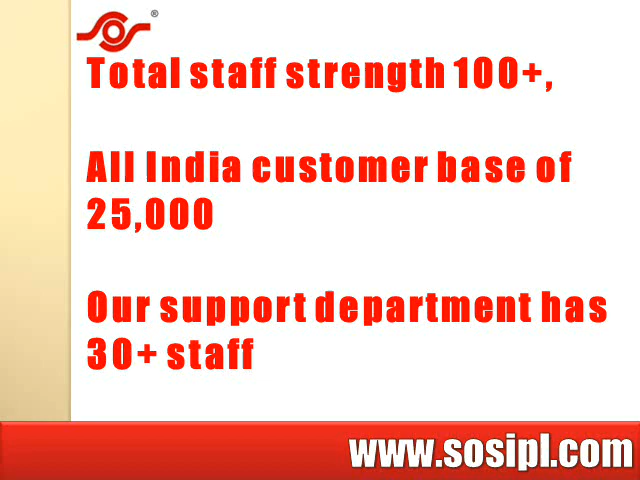 SOS®
Total staff strength 100+,
All India customer base of
25,000
Our support department has
30+ staff
www.sosipl.com